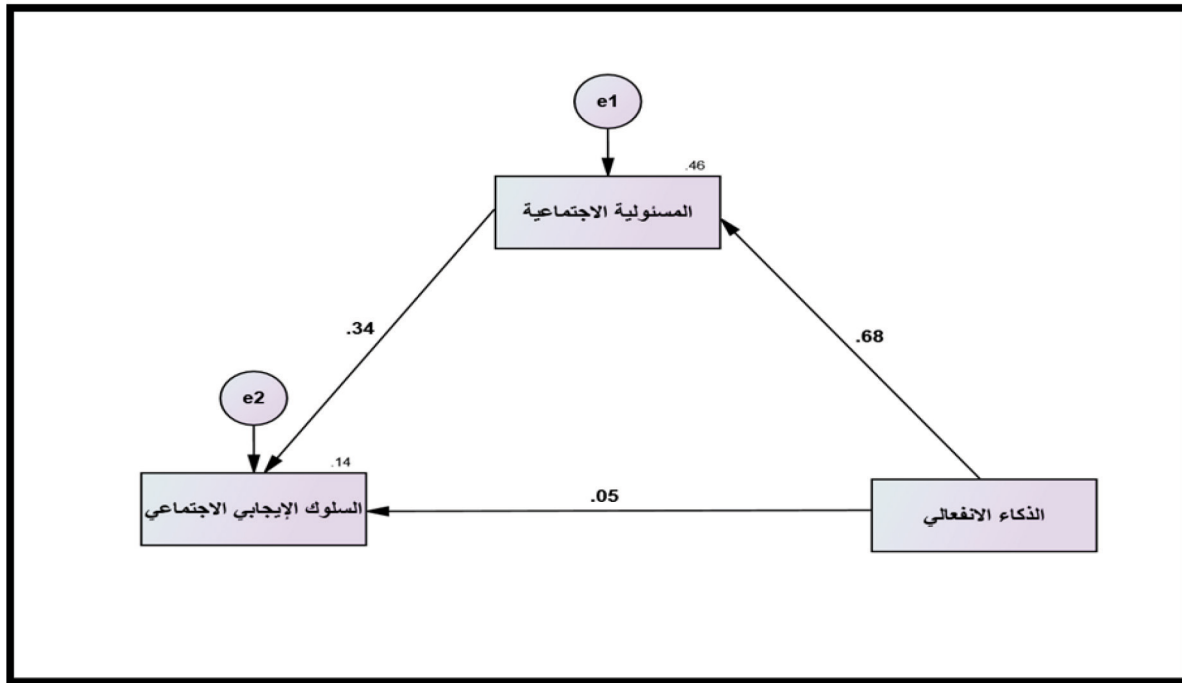 e1
.46
المسئولية الاجتماعية
.34
.68
e2
.14
السلوك الإيجابي الاجتماعي
.05
الذكاء الانفعالي